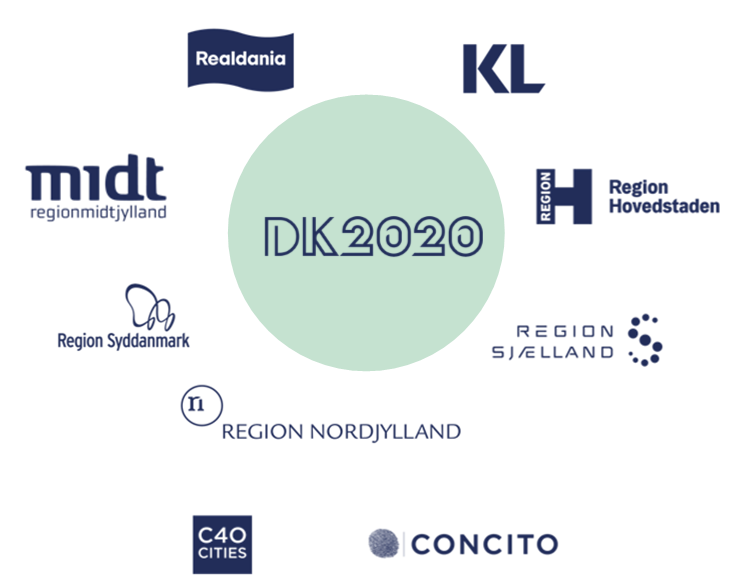 Realdania
KL
midt
regionmidtjylland
REGION
H
Region
Hovedstaden
DK2020
Region Syddanmark
REGION
SJÆLLAND
n
REGION NORDJYLLAND
C40
CITIES
CONCITO